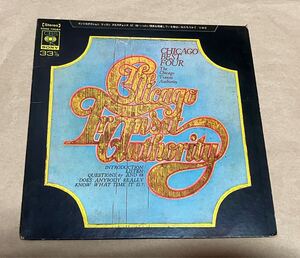 [Stereo]
CBS
SONY
33⅓
CHICAGO
BEST
FOUR
The
Chicago
Transit
Authority
Chicago
Transit
Authority
INTRODUCTION
LISTEN
QUESTIONS 67 AND 68
DOES ANYBODY REALLY
KNOW WHAT TIME IT IS?